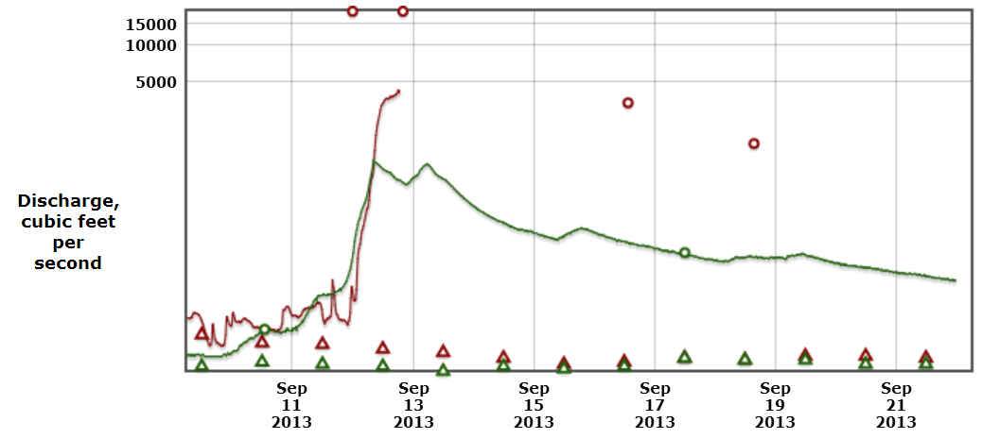 15000
10000
5000
Discharge,
cubic feet
per
second
Sep
11
2013
Sep
13
2013
Sep
15
2013
Sep
17
2013
Sep
19
2013
Sep
21
2013